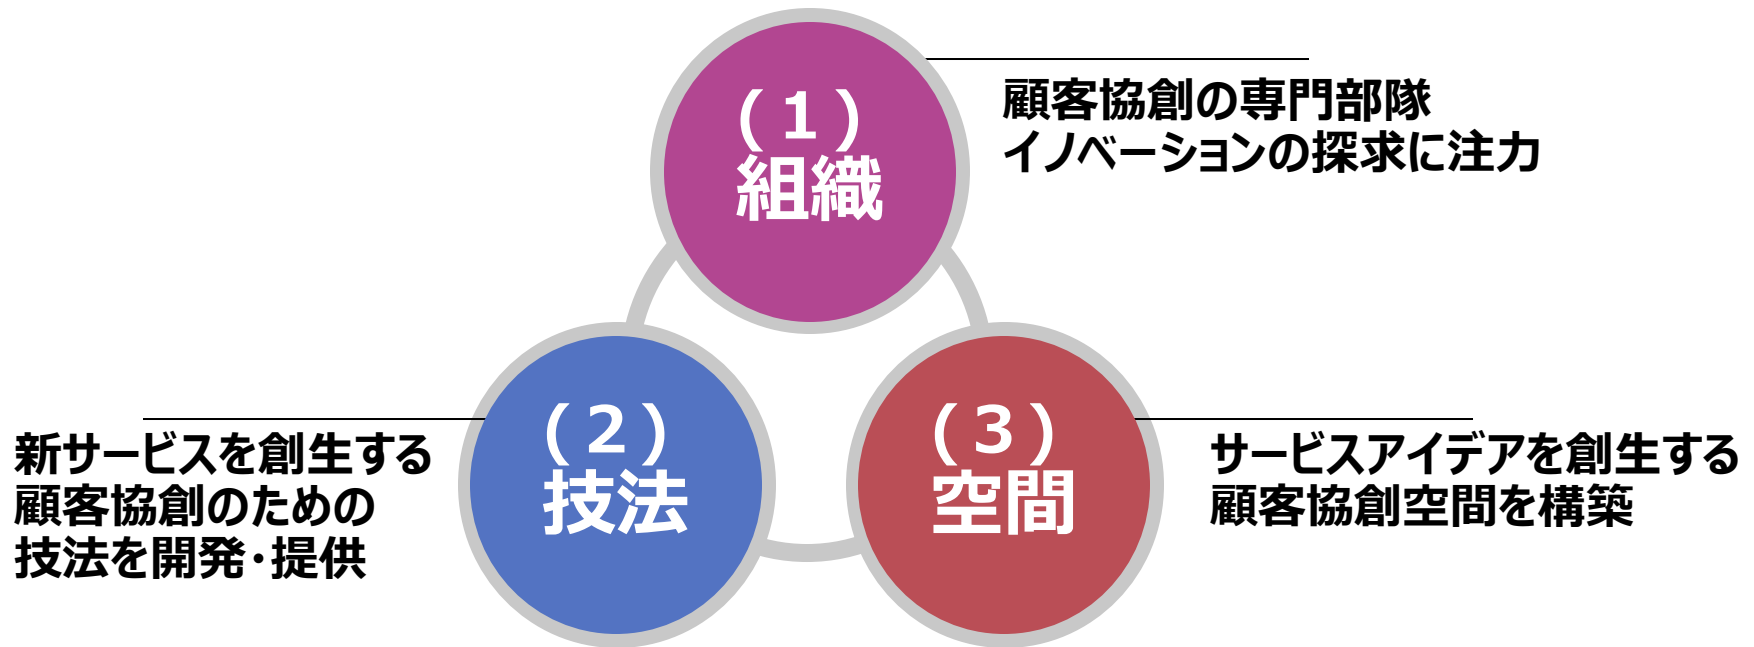 （１）
組織
顧客協創の専門部隊
イノベーションの探求に注力
（２）
技法
新サービスを創生する
顧客協創のための
技法を開発・提供
（３）
空間
サービスアイデアを創生する
顧客協創空間を構築